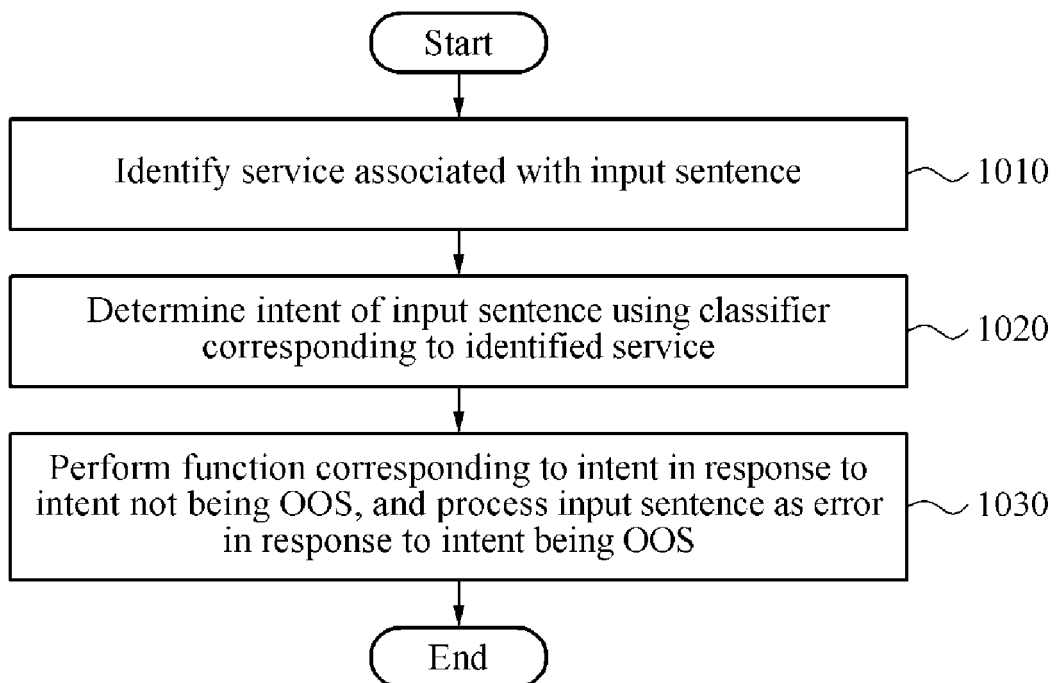 Start
Identify service associated with input sentence
1010
Determine intent of input sentence using classifier
corresponding to identified service
1020
Perform function corresponding to intent in response to
intent not being OOS, and process input sentence as error
in response to intent being OOS
1030
End